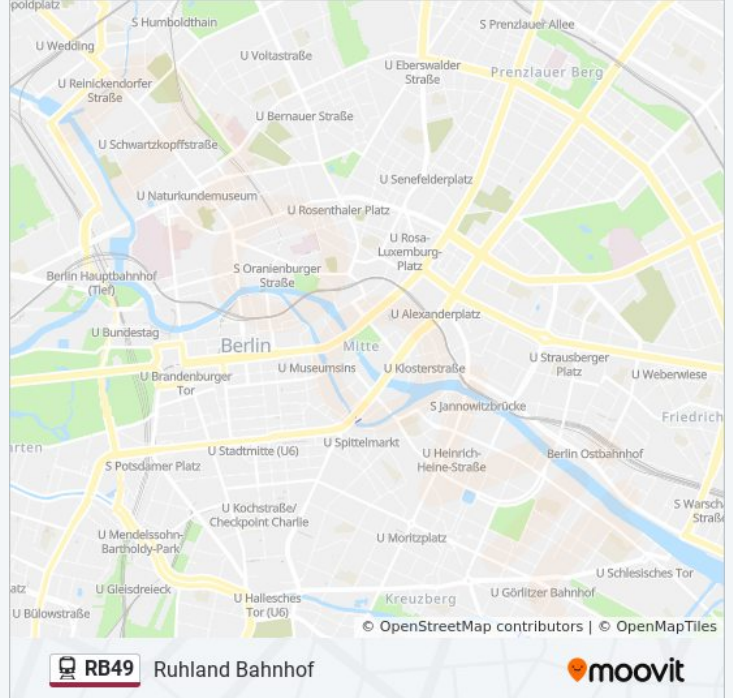 poldplatz
S Humboldthain
S Prenzlauer Allee
U Wedding
U Voltastraße
U Eberswalder
Straße
Prenzlauer Berg
U Reinickendorfer
Straße
U Bernauer Straße
U Schwartzkopffstraße
U Senefelderplatz
U Naturkundemuseum
U Rosenthaler Platz
U Rosa-
Luxemburg-
Platz
Berlin Hauptbahnhof
(Tief)
S Oranienburger
Straße
U Alexanderplatz
U Bundestag
Berlin
Mitte
U Strausberger
Platz
U Museumsins
U Klosterstraße
U Weberwiese
U Brandenburger
Tor
S Jannowitzbrücke
Friedrich
rten
U Stadtmitte (U6)
U Spittelmarkt
U Heinrich-
Heine-Straße
Berlin Ostbahnhof
S Potsdamer Platz
S Warsch
Straße
U Kochstraße/
Checkpoint Charlie
U Mendelssohn-
Bartholdy-Park
U Moritzplatz
U Schlesisches Tor
atz
U Gleisdreieck
U Hallesches
Tor (U6)
Kreuzberg
U Görlitzer Bahnhof
U Bülowstraße
© OpenStreetMap contributors | © OpenMapTiles
RB49 Ruhland Bahnhof
moovit